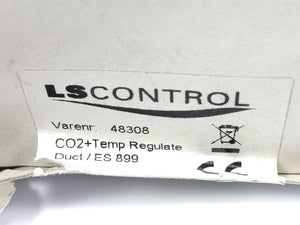 LSCONTROL
Varenr: 48308
CO2+Temp Regulate
Duct / ES 899
CE